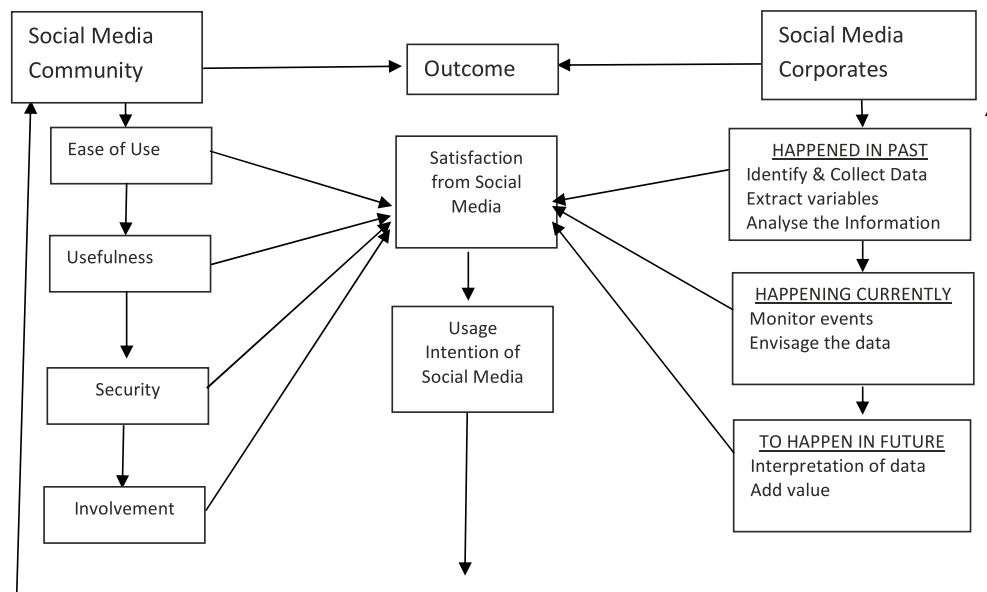 Social Media
Community
Outcome
Social Media
Corporates
Ease of Use
Usefulness
Security
Involvement
Satisfaction
from Social
Media
Usage
Intention of
Social Media
HAPPENED IN PAST
Identify & Collect Data
Extract variables
Analyse the Information
HAPPENING CURRENTLY
Monitor events
Envisage the data
TO HAPPEN IN FUTURE
Interpretation of data
Add value